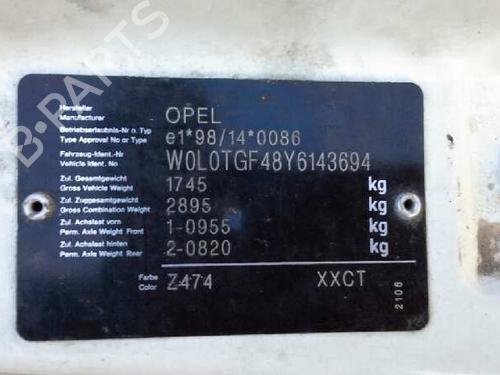 B-PARTS
Hersteller
Manufacturer OPEL
Betriebserlaubnis-Nr o. Typ
Type Approval No or Type e1*98/14*0086
Fahrzeug-Ident.-Nr.
Vehicle Ident. No. W0L0TGF48Y6143694
Zul. Gesamtgewicht
Gross Vehicle Weight 1745 kg
Zul. Zuggesamtgewicht
Gross Combination Weight 2895 kg
Zul. Achslast vorn
Perm. Axle Weight Front 1-0955 kg
Zul. Achslast hinten
Perm. Axle Weight Rear 2-0820 kg
Farbe
Color Z474 XXCT
2106